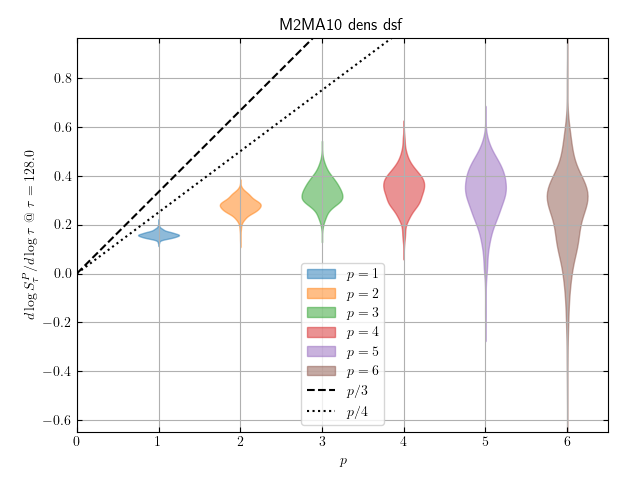 M2MA10 dens dsf
d log S_τ^P / d log τ @ τ = 128.0
0.8
0.6
0.4
0.2
0.0
−0.2
−0.4
−0.6
p = 1
p = 2
p = 3
p = 4
p = 5
p = 6
p/3
p/4
0 1 2 3 4 5 6
p